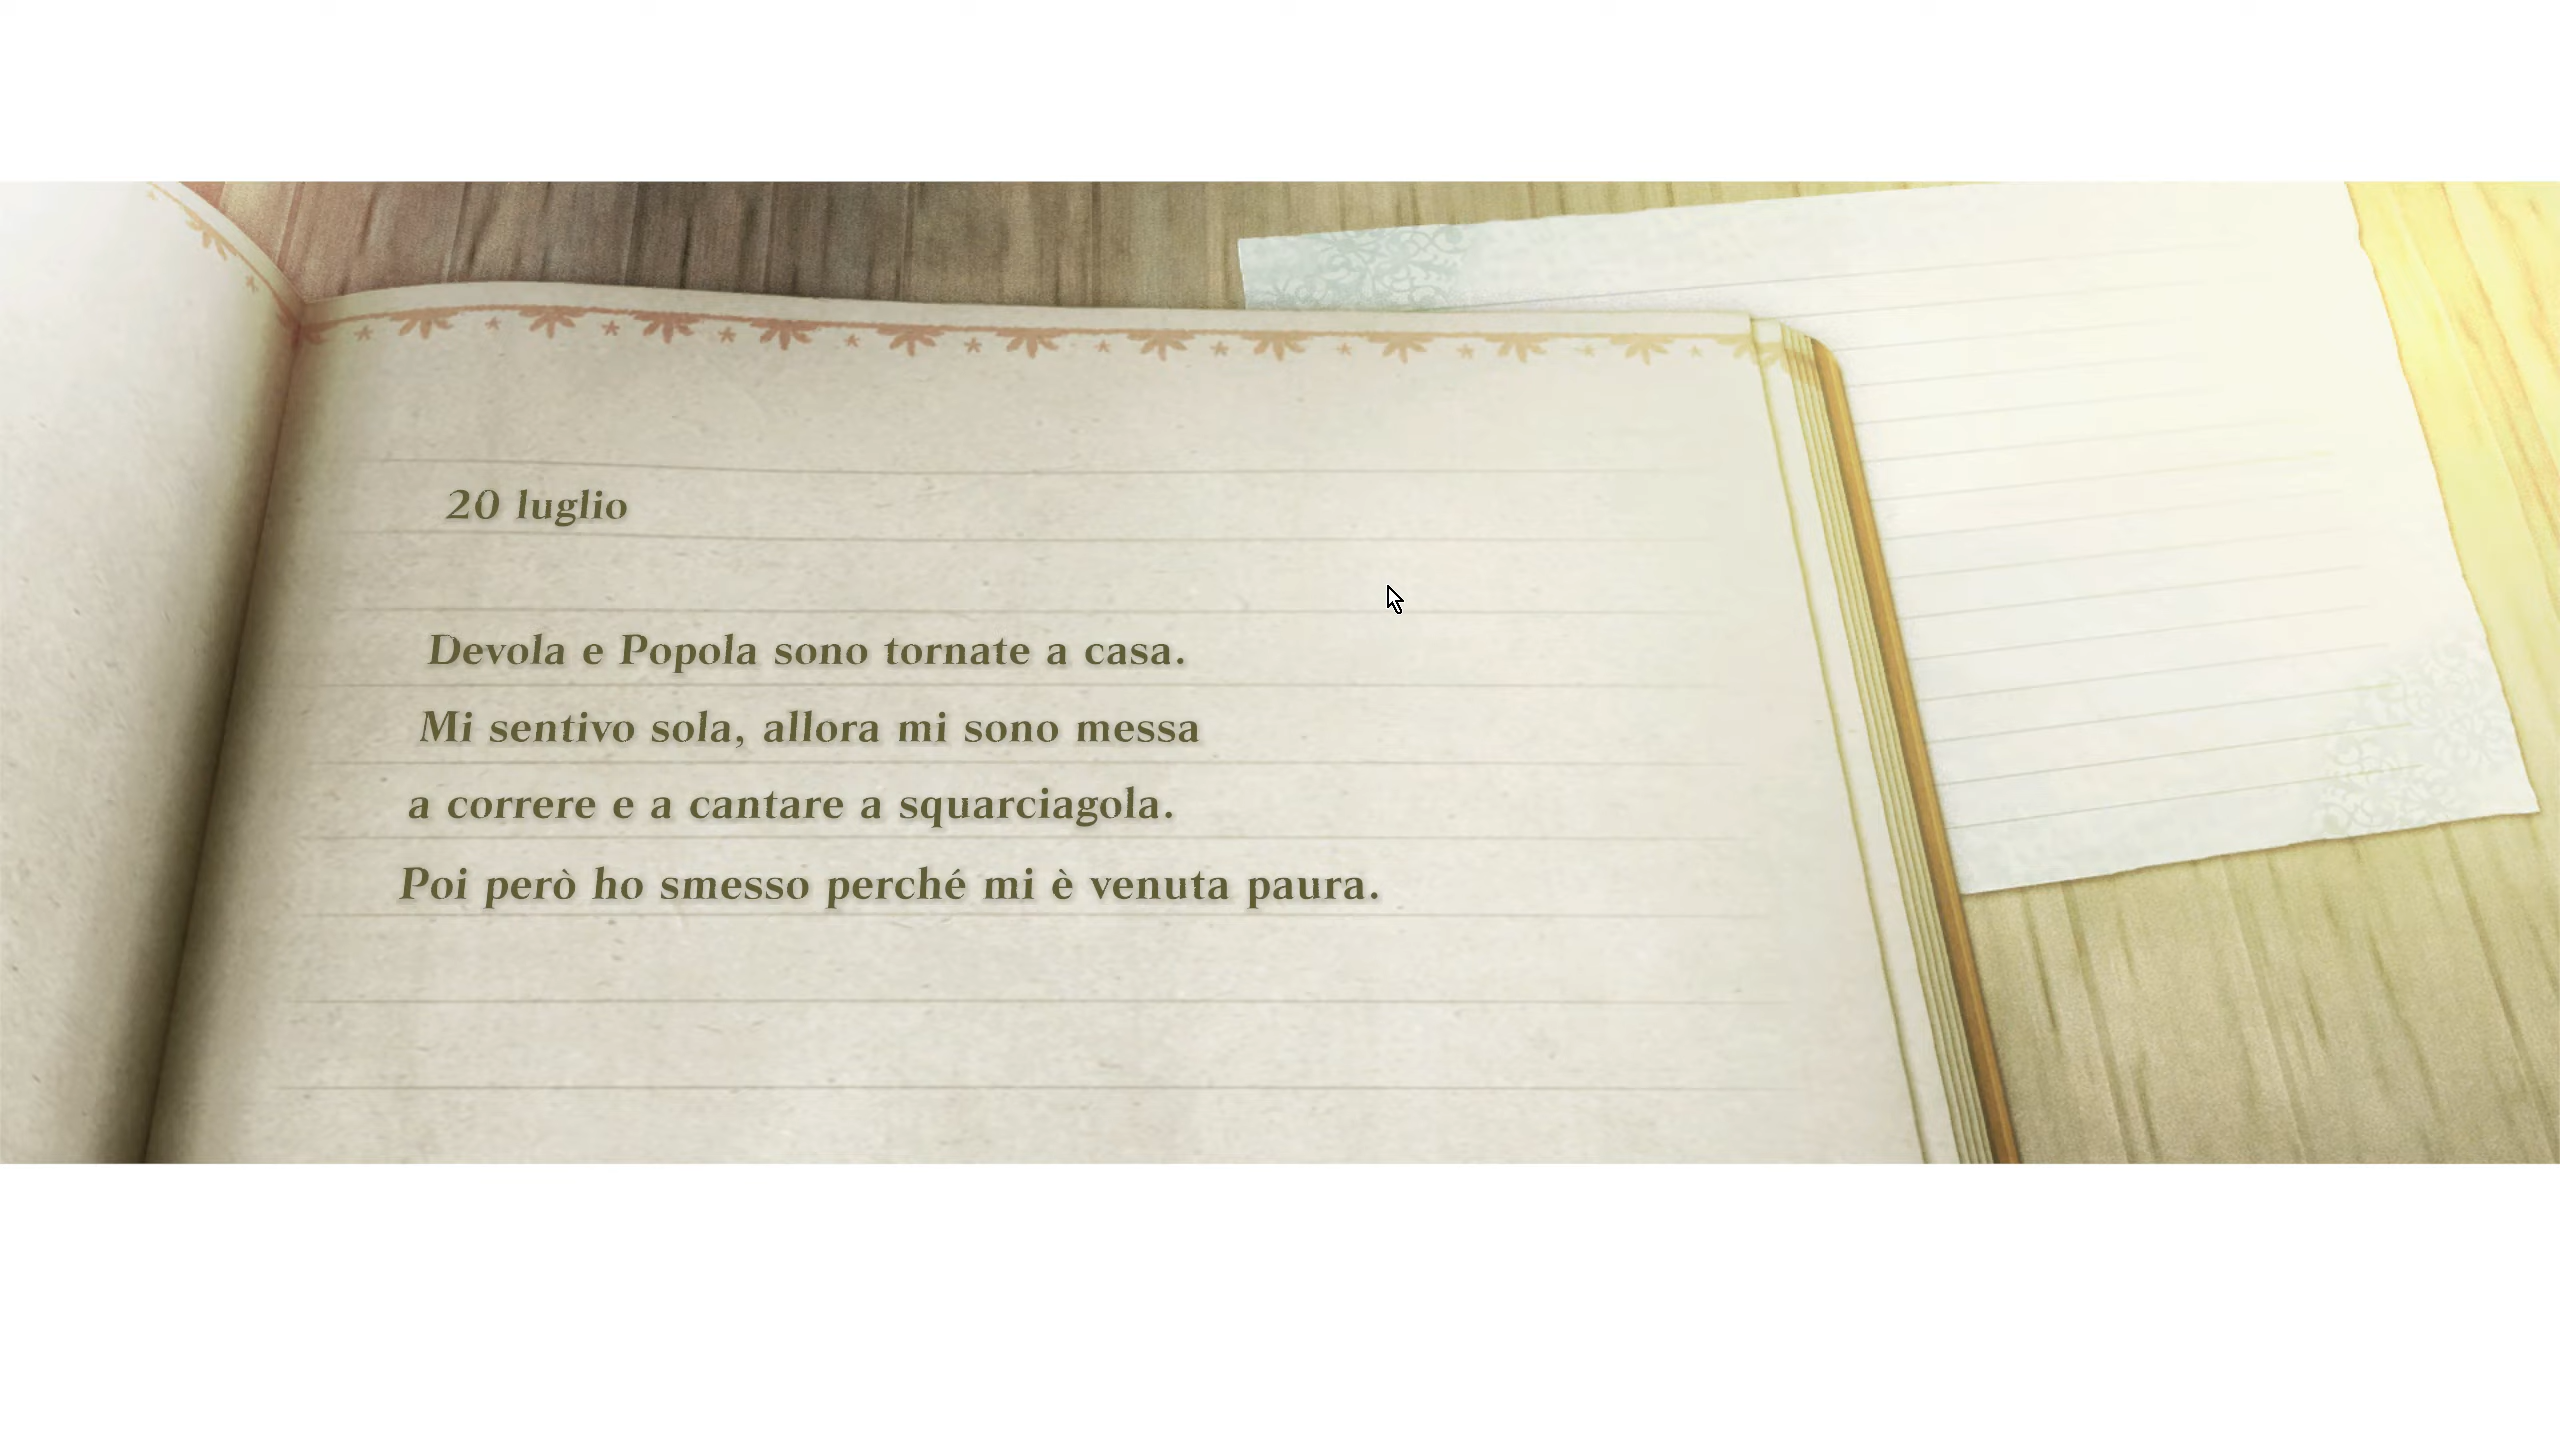 20 luglio
Devola e Popola sono tornate a casa.
Mi sentivo sola, allora mi sono messa
a correre e a cantare a squarciagola.
Poi però ho smesso perché mi è venuta paura.